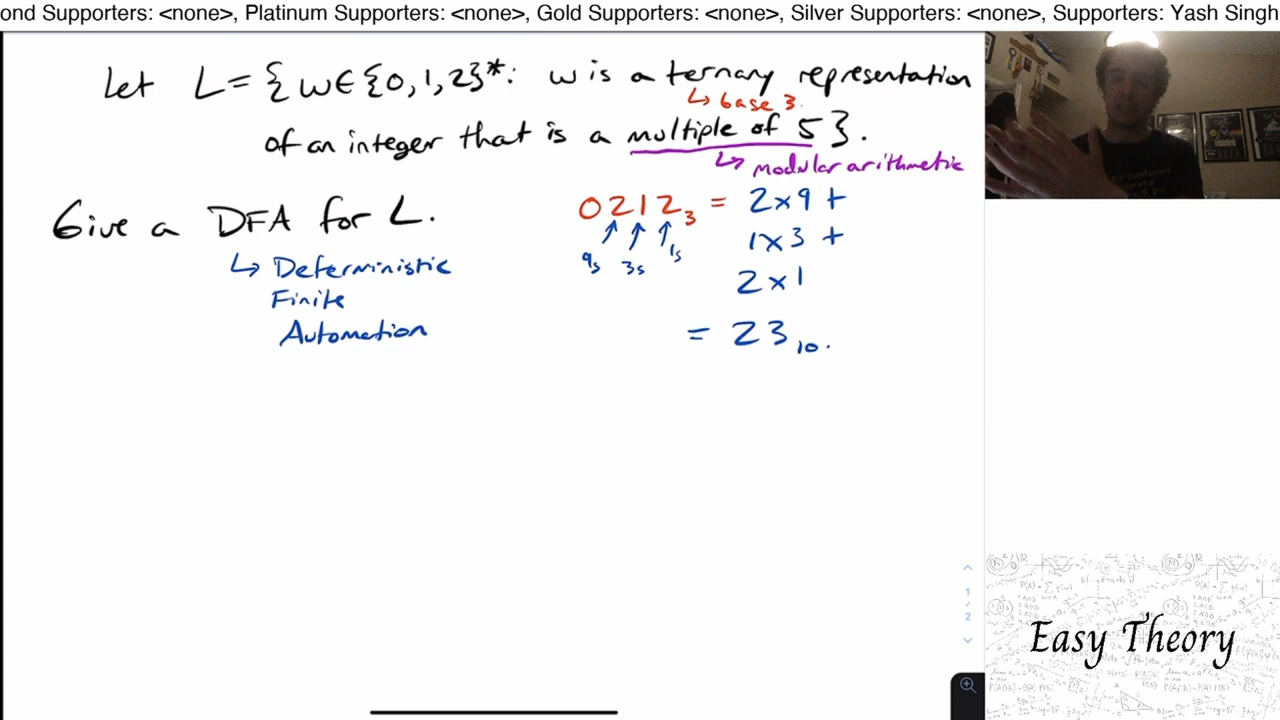 ond Supporters: <none>, Platinum Supporters: <none>, Gold Supporters: <none>, Silver Supporters: <none>, Supporters: Yash Singh
Let L = { w ∈ {0, 1, 2}*: w is a ternary representation
↳ base 3.
of an integer that is a multiple of 5 }.
↳ modular arithmetic
Give a DFA for L.
↳ Deterministic
Finite
Automation
0212₃ = 2×9 +
1×3 +
2×1
9s 3s 1s
= 23₁₀.
1
/
2
Easy Theory